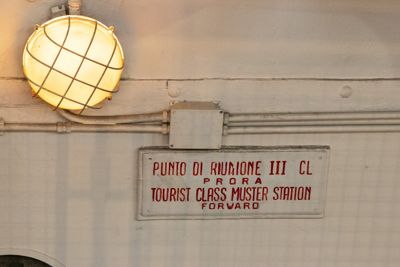 PUNTO DI RIUNIONE III CL
PRORA
TOURIST CLASS MUSTER STATION
FORWARD